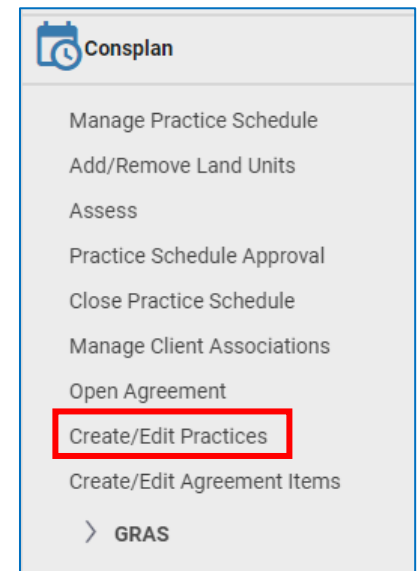 Consplan
Manage Practice Schedule
Add/Remove Land Units
Assess
Practice Schedule Approval
Close Practice Schedule
Manage Client Associations
Open Agreement
Create/Edit Practices
Create/Edit Agreement Items
GRAS